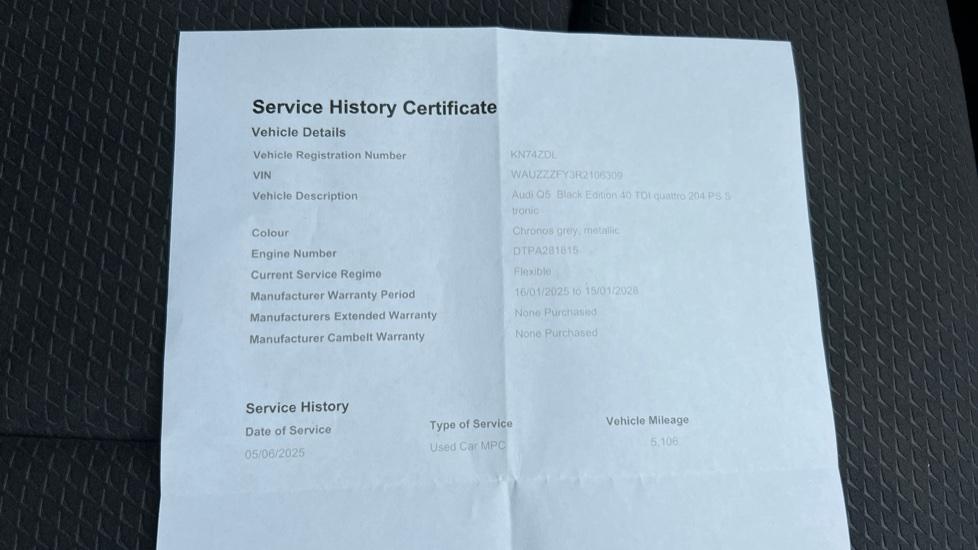 Service History Certificate
Vehicle Details
Vehicle Registration Number KN74ZDL
VIN WAUZZZFY3R2106309
Vehicle Description Audi Q5 Black Edition 40 TDI quattro 204 PS S
tronic
Colour Chronos grey, metallic
Engine Number DTPA281815
Current Service Regime Flexible
Manufacturer Warranty Period 16/01/2025 to 15/01/2028
Manufacturers Extended Warranty None Purchased
Manufacturer Cambelt Warranty None Purchased
Service History
Date of Service Type of Service Vehicle Mileage
05/06/2025 Used Car MPC 5,106